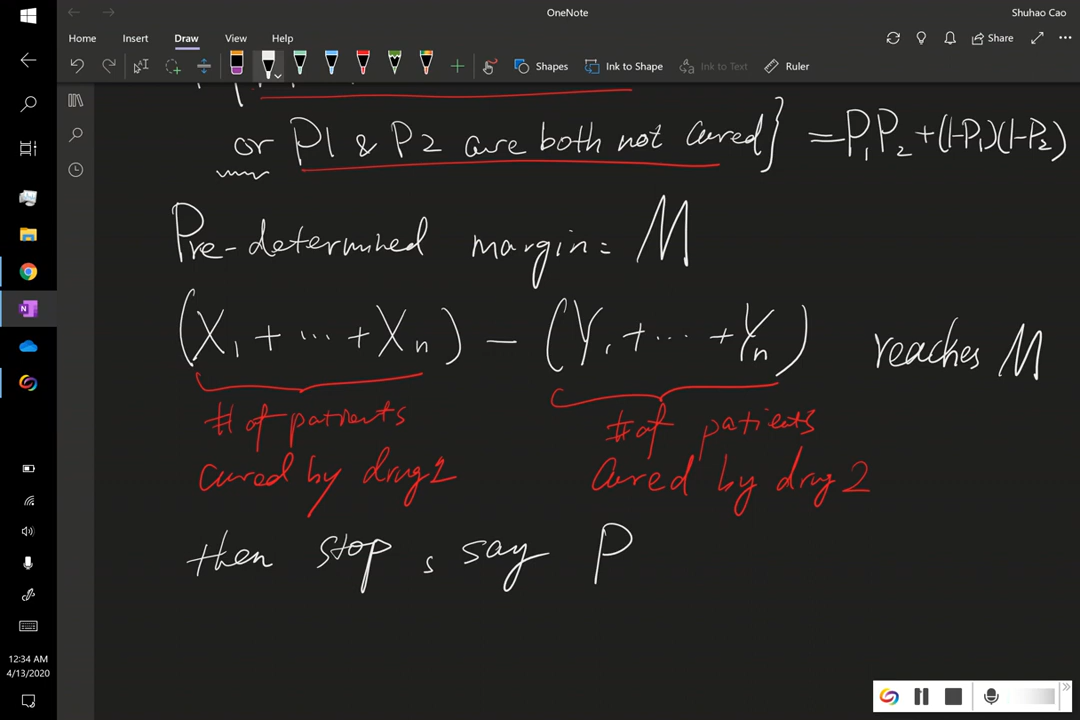 OneNote
Shuhao Cao
Home Insert Draw View Help
Share
Shapes Ink to Shape Ink to Text Ruler
or P1 & P2 are both not cured} = P₁P₂ + (1-P₁)(1-P₂)
Pre-determined margin = M
(X₁ + ... + Xₙ) - (Y₁ + ... + Yₙ) reaches M
# of patients # of patients
cured by drug 2 cured by drug 2
then stop, say P
12:34 AM
4/13/2020